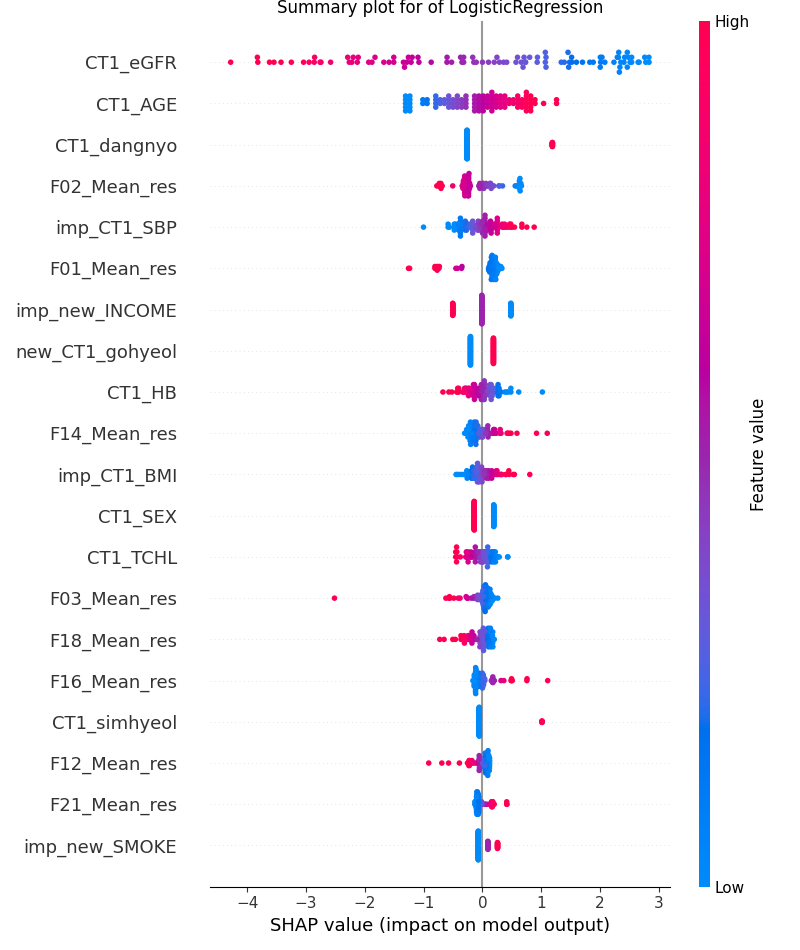 Summary plot for of LogisticRegression
High
CT1_eGFR
CT1_AGE
CT1_dangnyo
F02_Mean_res
imp_CT1_SBP
F01_Mean_res
imp_new_INCOME
new_CT1_gohyeol
CT1_HB
F14_Mean_res
imp_CT1_BMI
CT1_SEX
CT1_TCHL
F03_Mean_res
F18_Mean_res
F16_Mean_res
CT1_simhyeol
F12_Mean_res
F21_Mean_res
imp_new_SMOKE
Feature value
Low
−4 −3 −2 −1 0 1 2 3
SHAP value (impact on model output)